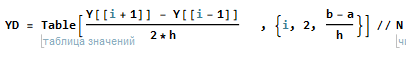 YD = Table[(Y[[i + 1]] - Y[[i - 1]])/(2 * h), {i, 2, (b - a)/h}] // N
таблица значений